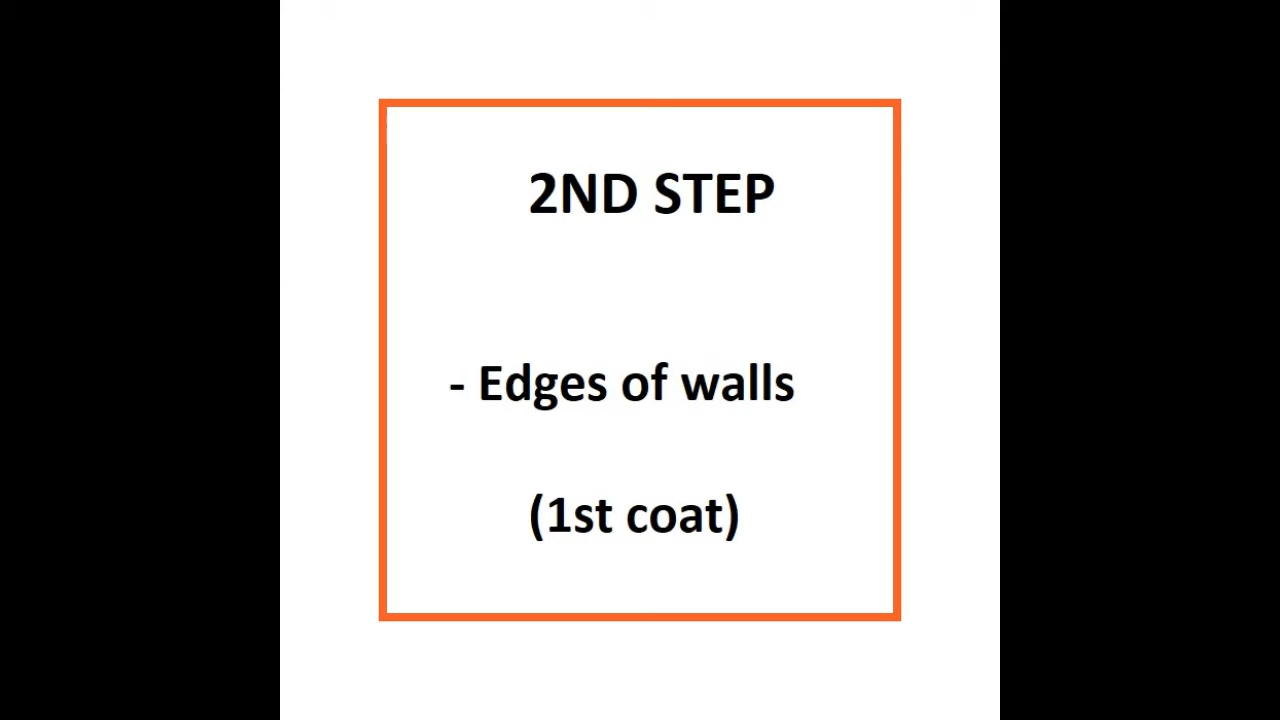 2ND STEP
- Edges of walls
(1st coat)